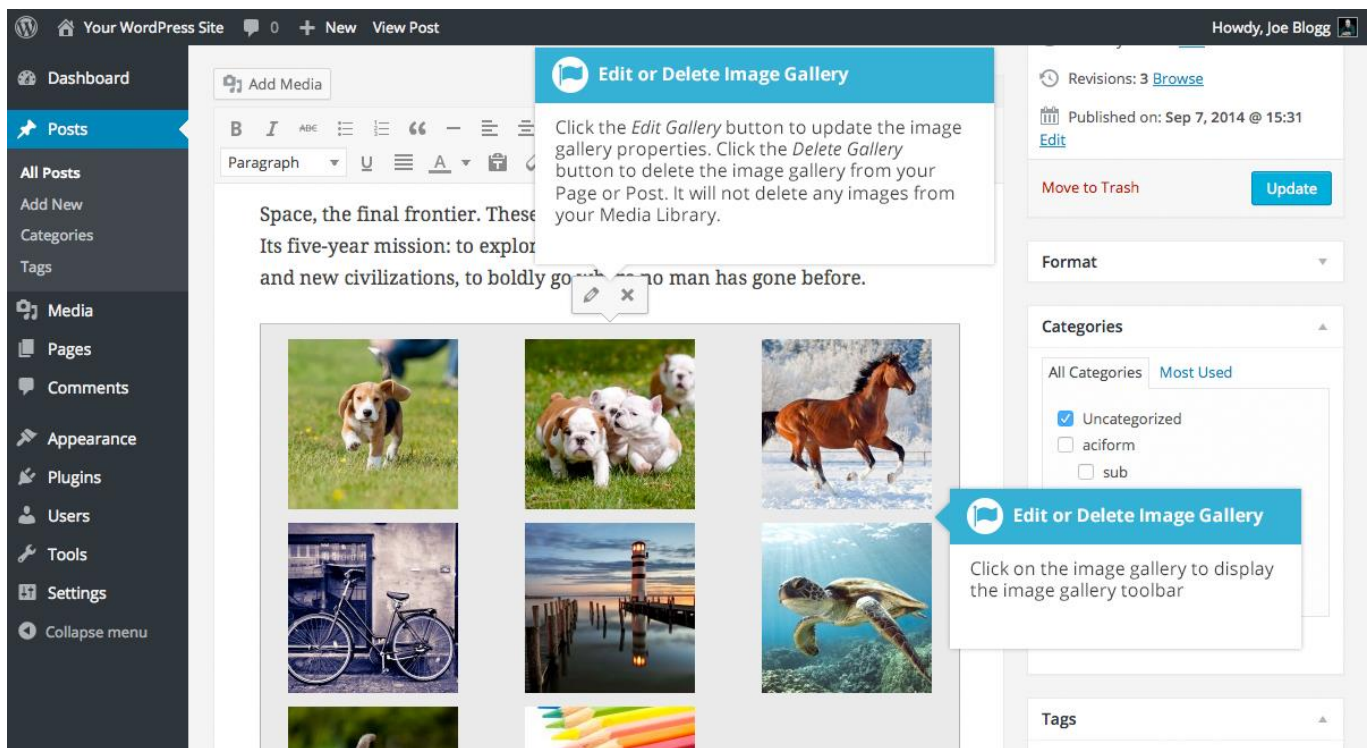 Your WordPress Site 0 + New View Post
Howdy, Joe Blogg
Dashboard
Posts
All Posts
Add New
Categories
Tags
Media
Pages
Comments
Appearance
Plugins
Users
Tools
Settings
Collapse menu
Add Media
B I ABC
Paragraph U A
Space, the final frontier. These
Its five-year mission: to explor
and new civilizations, to boldly go where no man has gone before.
Edit or Delete Image Gallery
Click the Edit Gallery button to update the image
gallery properties. Click the Delete Gallery
button to delete the image gallery from your
Page or Post. It will not delete any images from
your Media Library.
Revisions: 3 Browse
Published on: Sep 7, 2014 @ 15:31
Edit
Move to Trash
Update
Format
Categories
All Categories Most Used
Uncategorized
aciform
sub
Edit or Delete Image Gallery
Click on the image gallery to display
the image gallery toolbar
Tags